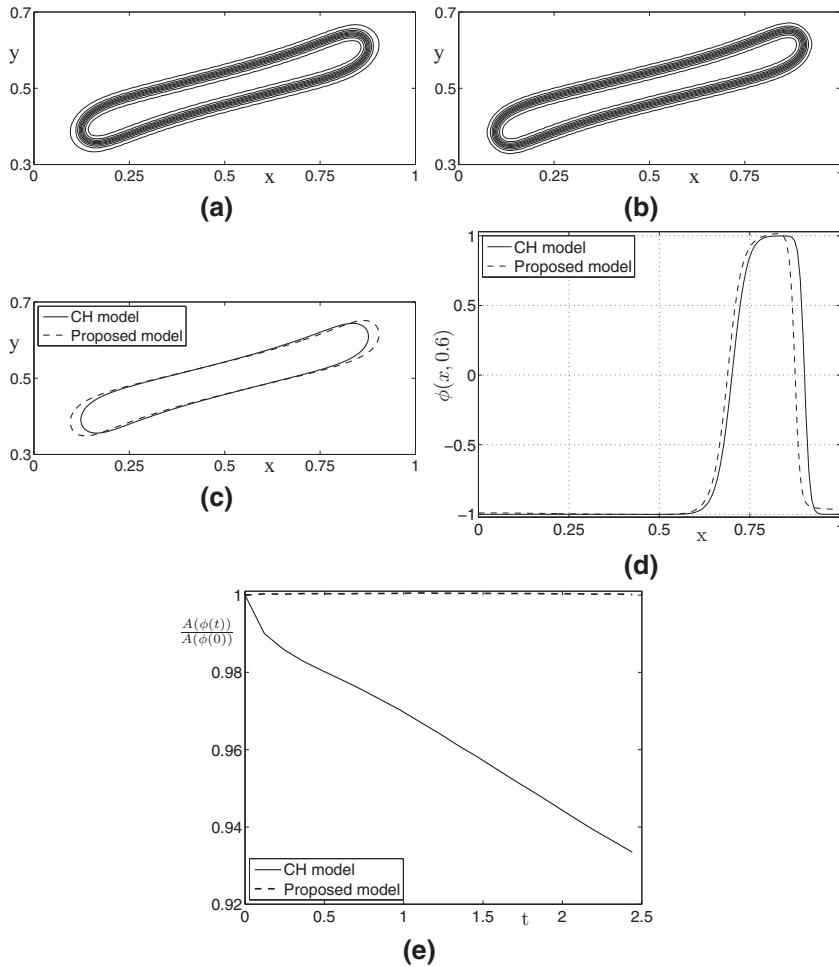 0.7
y
0.5
0.3
0 0.25 0.5 x 0.75 1
(a)
0.7
y
0.5
0.3
0 0.25 0.5 x 0.75 1
(b)
0.7
CH model
Proposed model
y
0.5
0.3
0 0.25 0.5 x 0.75 1
(c)
1
CH model
Proposed model
0.5
ϕ(x, 0.6)
0
−0.5
−1
0 0.25 0.5 x 0.75 1
(d)
1
A(ϕ(t))
A(ϕ(0))
0.98
0.96
0.94
CH model
Proposed model
0.92
0 0.5 1 1.5 t 2 2.5
(e)